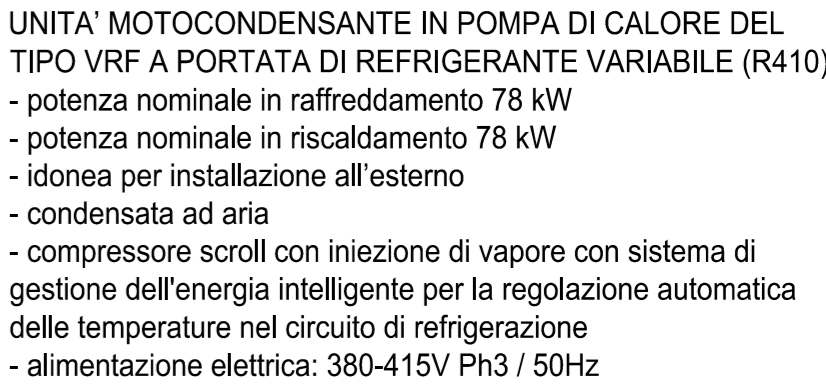 UNITA’ MOTOCONDENSANTE IN POMPA DI CALORE DEL
TIPO VRF A PORTATA DI REFRIGERANTE VARIABILE (R410)
- potenza nominale in raffreddamento 78 kW
- potenza nominale in riscaldamento 78 kW
- idonea per installazione all’esterno
- condensata ad aria
- compressore scroll con iniezione di vapore con sistema di
gestione dell'energia intelligente per la regolazione automatica
delle temperature nel circuito di refrigerazione
- alimentazione elettrica: 380-415V Ph3 / 50Hz